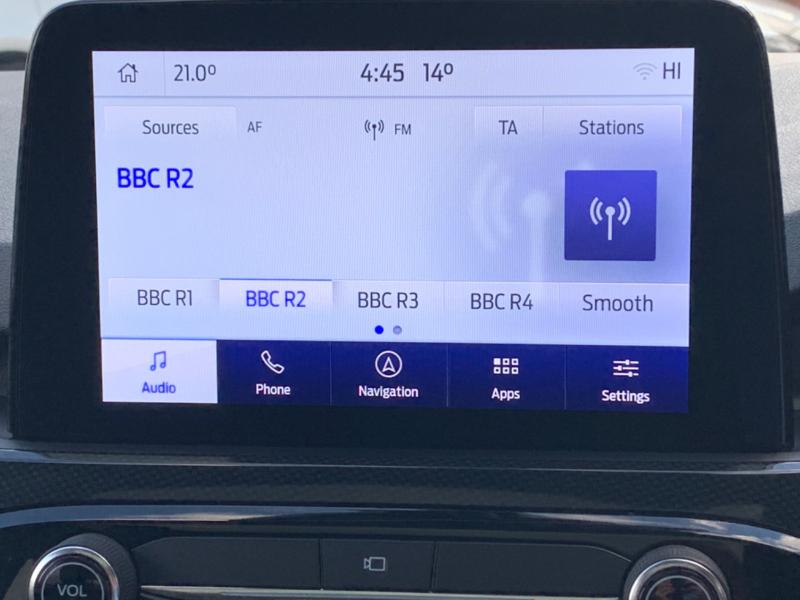 21.0º 4:45 14º HI
Sources AF FM TA Stations
BBC R2
BBC R1 BBC R2 BBC R3 BBC R4 Smooth
Audio Phone Navigation Apps Settings
VOL